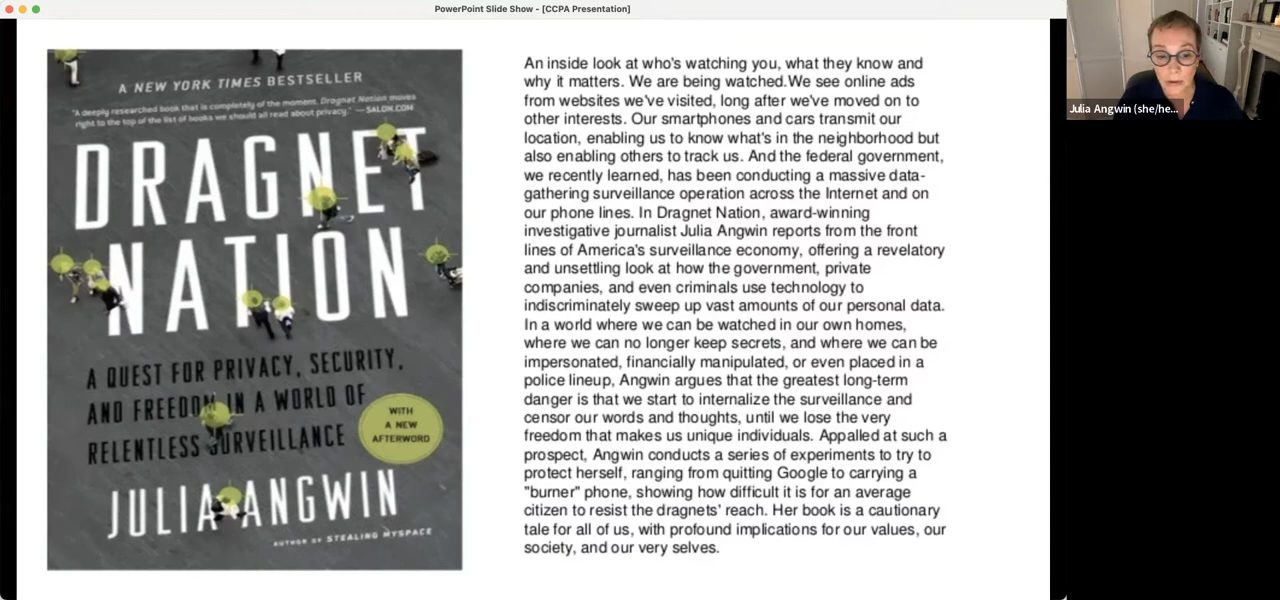 PowerPoint Slide Show - [CCPA Presentation]
A NEW YORK TIMES BESTSELLER
"A deeply researched book that is completely of the moment. Dragnet Nation moves
right to the top of the list of books we should all read about privacy." —SALON.COM
DRAGNET
NATION
A QUEST FOR PRIVACY, SECURITY,
AND FREEDOM IN A WORLD OF
RELENTLESS SURVEILLANCE
WITH
A NEW
AFTERWORD
JULIA ANGWIN
AUTHOR OF STEALING MYSPACE
An inside look at who's watching you, what they know and
why it matters. We are being watched.We see online ads
from websites we've visited, long after we've moved on to
other interests. Our smartphones and cars transmit our
location, enabling us to know what's in the neighborhood but
also enabling others to track us. And the federal government,
we recently learned, has been conducting a massive data-
gathering surveillance operation across the Internet and on
our phone lines. In Dragnet Nation, award-winning
investigative journalist Julia Angwin reports from the front
lines of America's surveillance economy, offering a revelatory
and unsettling look at how the government, private
companies, and even criminals use technology to
indiscriminately sweep up vast amounts of our personal data.
In a world where we can be watched in our own homes,
where we can no longer keep secrets, and where we can be
impersonated, financially manipulated, or even placed in a
police lineup, Angwin argues that the greatest long-term
danger is that we start to internalize the surveillance and
censor our words and thoughts, until we lose the very
freedom that makes us unique individuals. Appalled at such a
prospect, Angwin conducts a series of experiments to try to
protect herself, ranging from quitting Google to carrying a
"burner" phone, showing how difficult it is for an average
citizen to resist the dragnets' reach. Her book is a cautionary
tale for all of us, with profound implications for our values, our
society, and our very selves.
Julia Angwin (she/he...